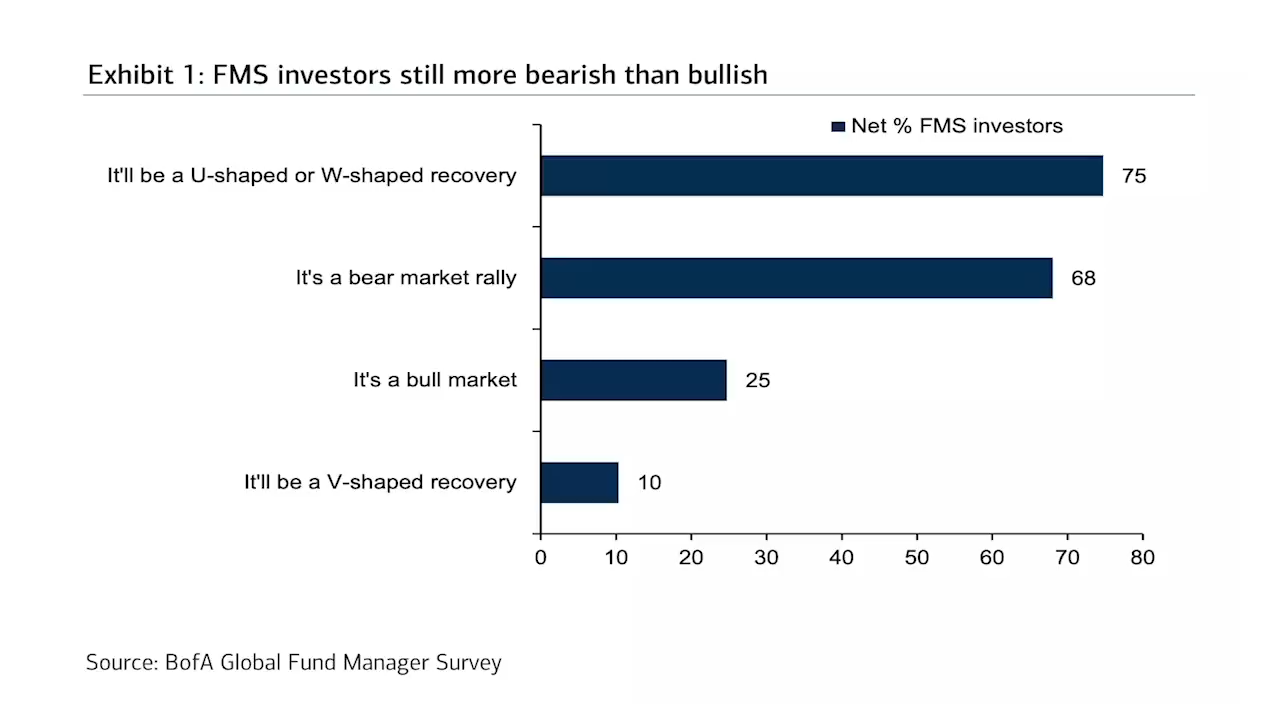 Exhibit 1: FMS investors still more bearish than bullish
Net % FMS investors
It'll be a U-shaped or W-shaped recovery 75
It's a bear market rally 68
It's a bull market 25
It'll be a V-shaped recovery 10
0 10 20 30 40 50 60 70 80
Source: BofA Global Fund Manager Survey